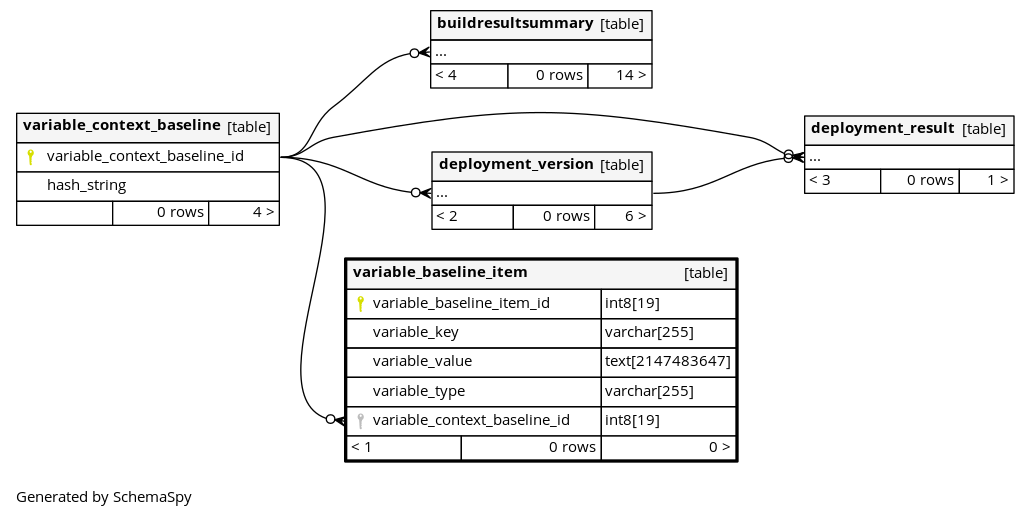 buildresultsummary [table]
...
< 4 0 rows 14 >
variable_context_baseline [table]
variable_context_baseline_id
hash_string
0 rows 4 >
deployment_result [table]
...
< 3 0 rows 1 >
deployment_version [table]
...
< 2 0 rows 6 >
variable_baseline_item [table]
variable_baseline_item_id int8[19]
variable_key varchar[255]
variable_value text[2147483647]
variable_type varchar[255]
variable_context_baseline_id int8[19]
< 1 0 rows 0 >
Generated by SchemaSpy